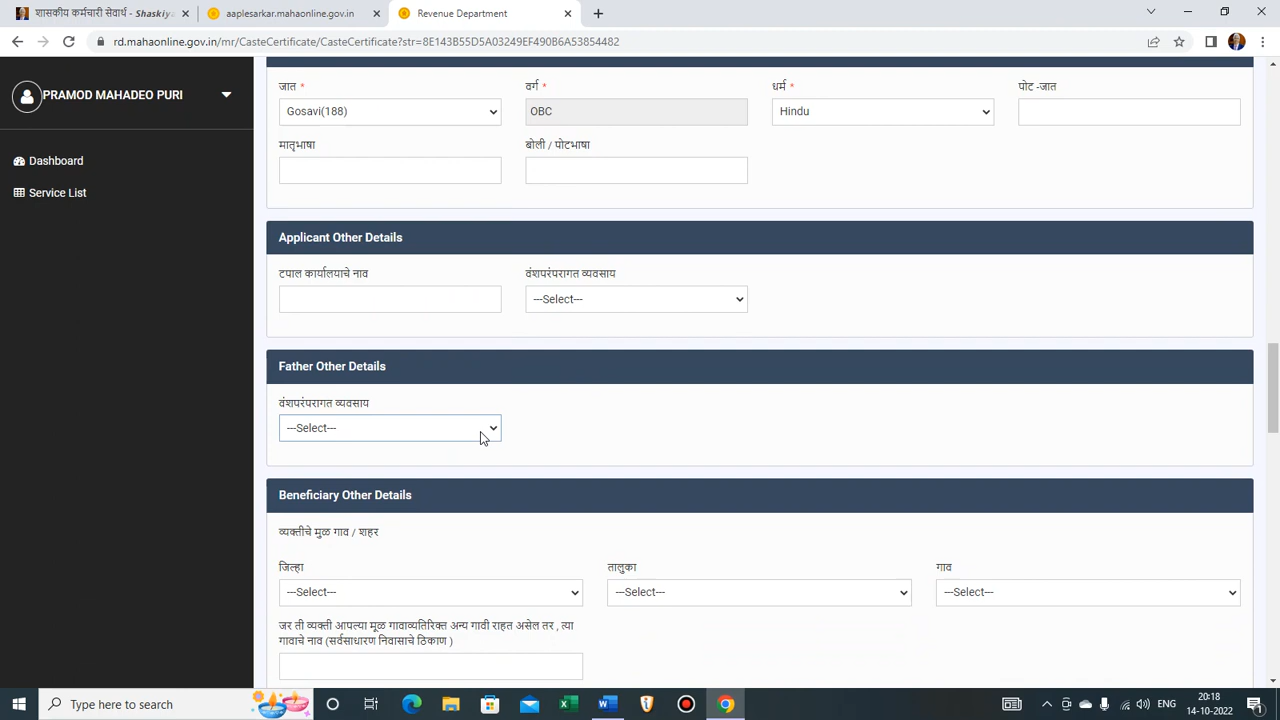 शासकीय कर्मचारी सेवार्थ - Shaskiya
aaplesarkar.mahaonline.gov.in
Revenue Department
rd.mahaonline.gov.in/mr/CasteCertificate/CasteCertificate?str=8E143B55D5A03249EF490B6A53854482
PRAMOD MAHADEO PURI
Dashboard
Service List
जात * वर्ग * धर्म * पोट -जात
Gosavi(188) OBC Hindu
मातृभाषा बोली / पोटभाषा
Applicant Other Details
टपाल कार्यालयाचे नाव वंशपरंपरागत व्यवसाय
---Select---
Father Other Details
वंशपरंपरागत व्यवसाय
---Select---
Beneficiary Other Details
व्यक्तीचे मुळ गाव / शहर
जिल्हा तालुका गाव
---Select--- ---Select--- ---Select---
जर ती व्यक्ती आपल्या मूळ गावाव्यतिरिक्त अन्य गावी राहत असेल तर , त्या
गावाचे नाव (सर्वसाधारण निवासाचे ठिकाण )
Type here to search
ENG
20:18
14-10-2022